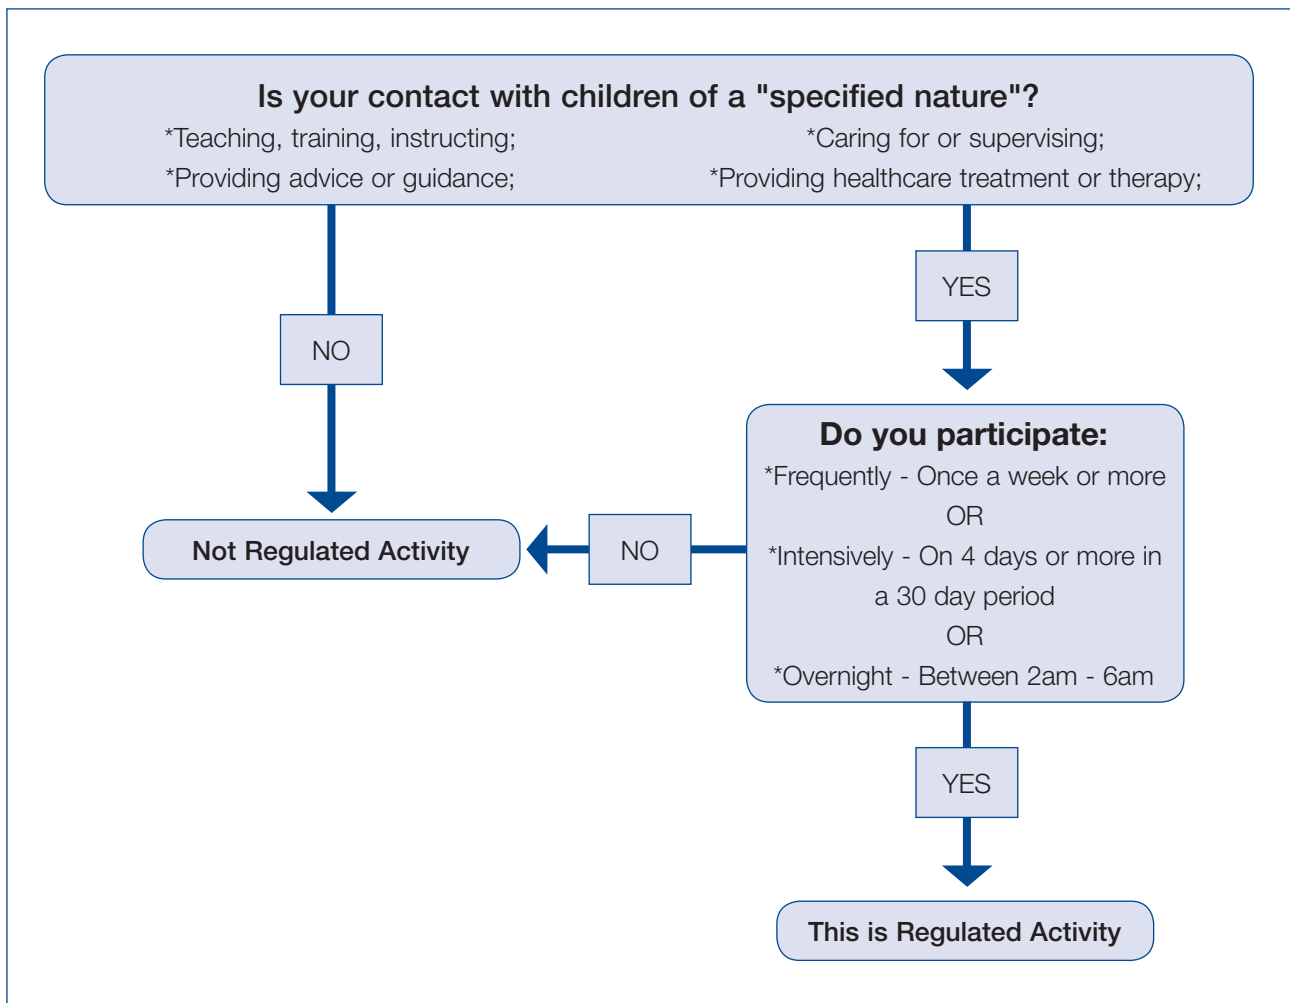 Is your contact with children of a "specified nature"?
*Teaching, training, instructing;
*Caring for or supervising;
*Providing advice or guidance;
*Providing healthcare treatment or therapy;
YES
NO
Do you participate:
*Frequently - Once a week or more
OR
*Intensively - On 4 days or more in
a 30 day period
OR
*Overnight - Between 2am - 6am
NO
Not Regulated Activity
YES
This is Regulated Activity